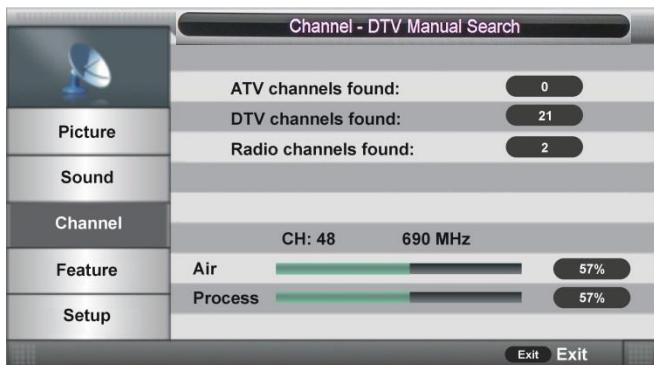 Channel - DTV Manual Search
ATV channels found: 0
DTV channels found: 21
Radio channels found: 2
Picture
Sound
Channel
Feature
Setup
CH: 48 690 MHz
Air 57%
Process 57%
Exit Exit